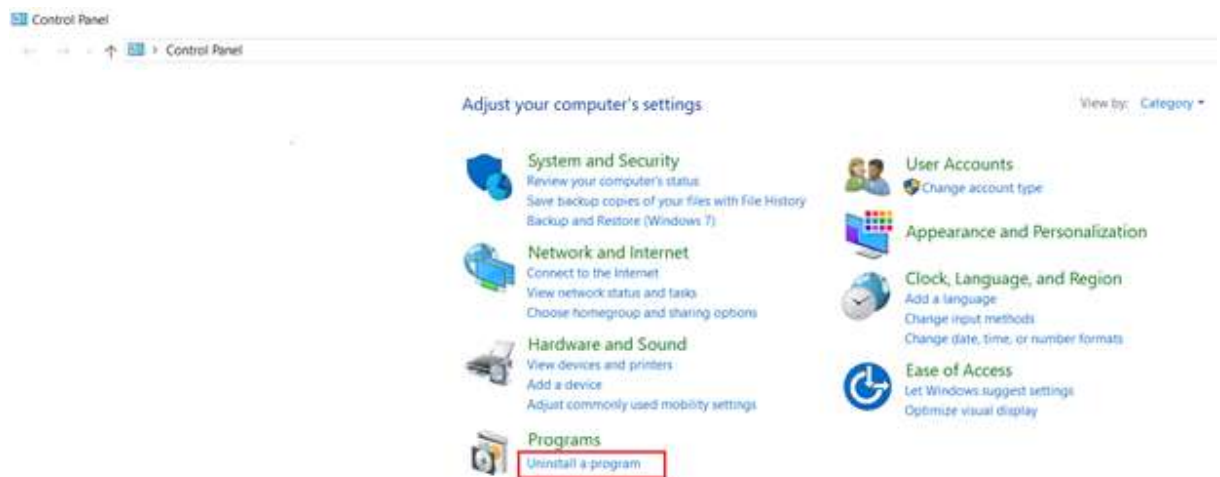 Control Panel
Control Panel
Adjust your computer's settings
View by: Category
System and Security
Review your computer's status
Save backup copies of your files with File History
Backup and Restore (Windows 7)
Network and Internet
Connect to the Internet
View network status and tasks
Choose homegroup and sharing options
Hardware and Sound
View devices and printers
Add a device
Adjust commonly used mobility settings
Programs
Uninstall a program
User Accounts
Change account type
Appearance and Personalization
Clock, Language, and Region
Add a language
Change input methods
Change date, time, or number formats
Ease of Access
Let Windows suggest settings
Optimize visual display